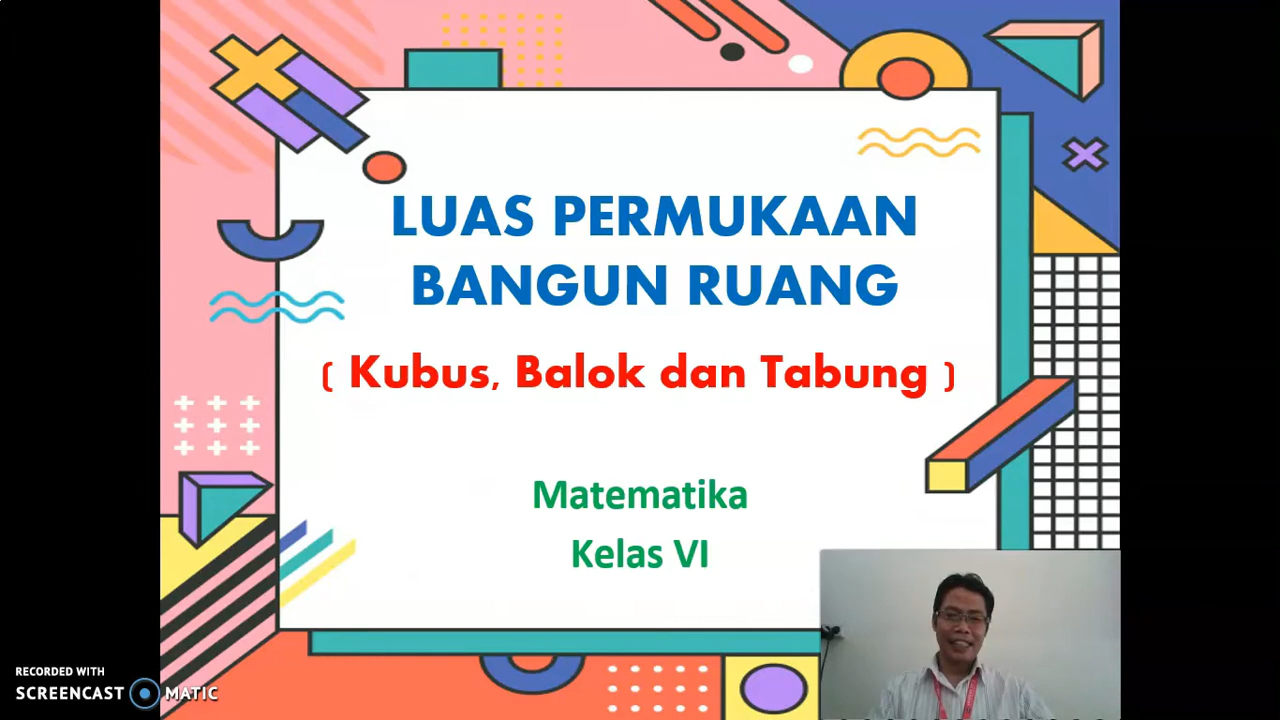 LUAS PERMUKAAN
BANGUN RUANG
( Kubus, Balok dan Tabung )
Matematika
Kelas VI
RECORDED WITH
SCREENCAST MATIC